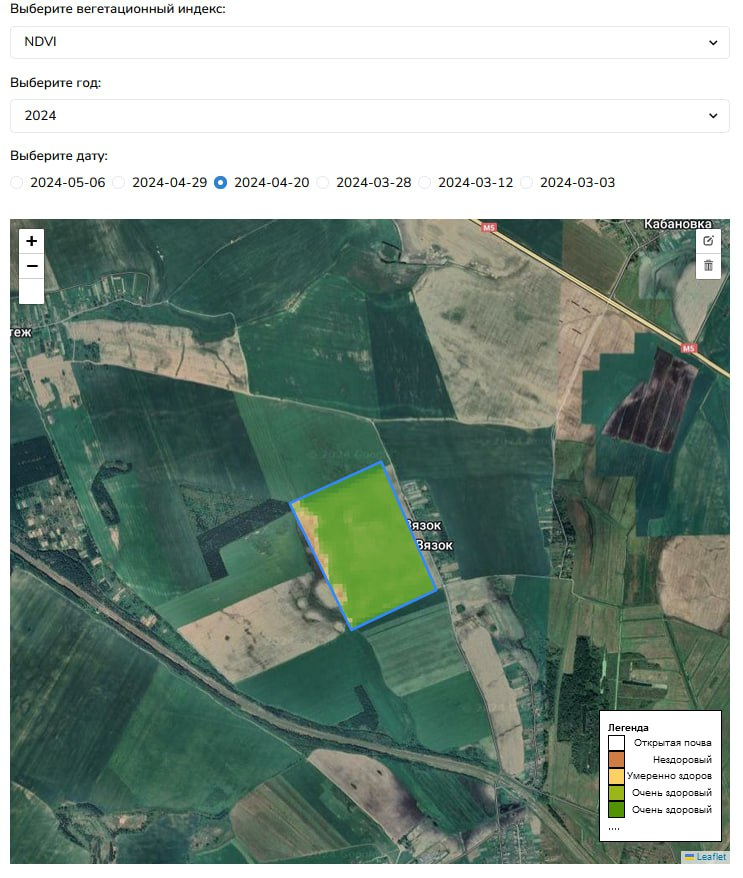 Выберите вегетационный индекс:
NDVI
Выберите год:
2024
Выберите дату:
2024-05-06 2024-04-29 2024-04-20 2024-03-28 2024-03-12 2024-03-03
+
−
Кабановка
M5
M5
теж
Вязок
Вязок
Легенда
Открытая почва
Нездоровый
Умеренно здоров
Очень здоровый
Очень здоровый
....
Leaflet